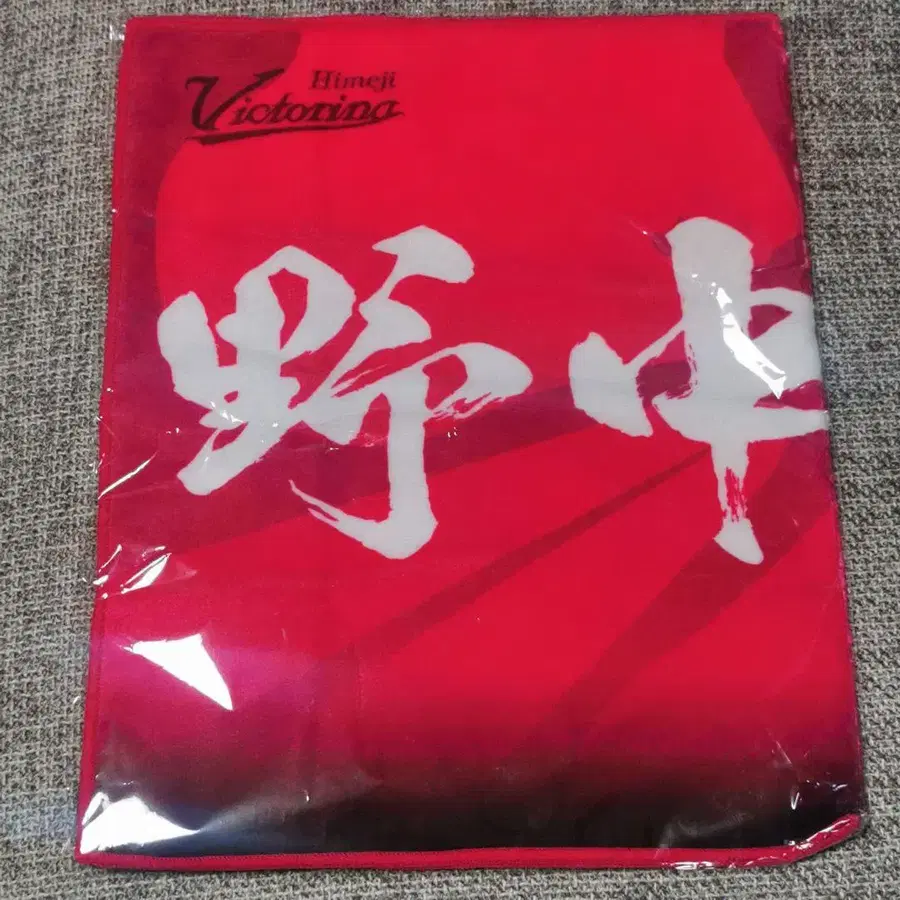 Himeji
Victorina
野中